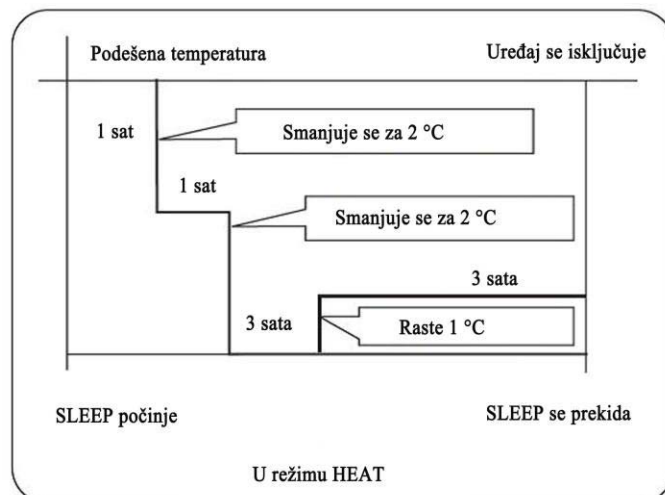 Podešena temperatura
Uređaj se isključuje
1 sat
Smanjuje se za 2 °C
1 sat
Smanjuje se za 2 °C
3 sata
3 sata
Raste 1 °C
SLEEP počinje
SLEEP se prekida
U režimu HEAT